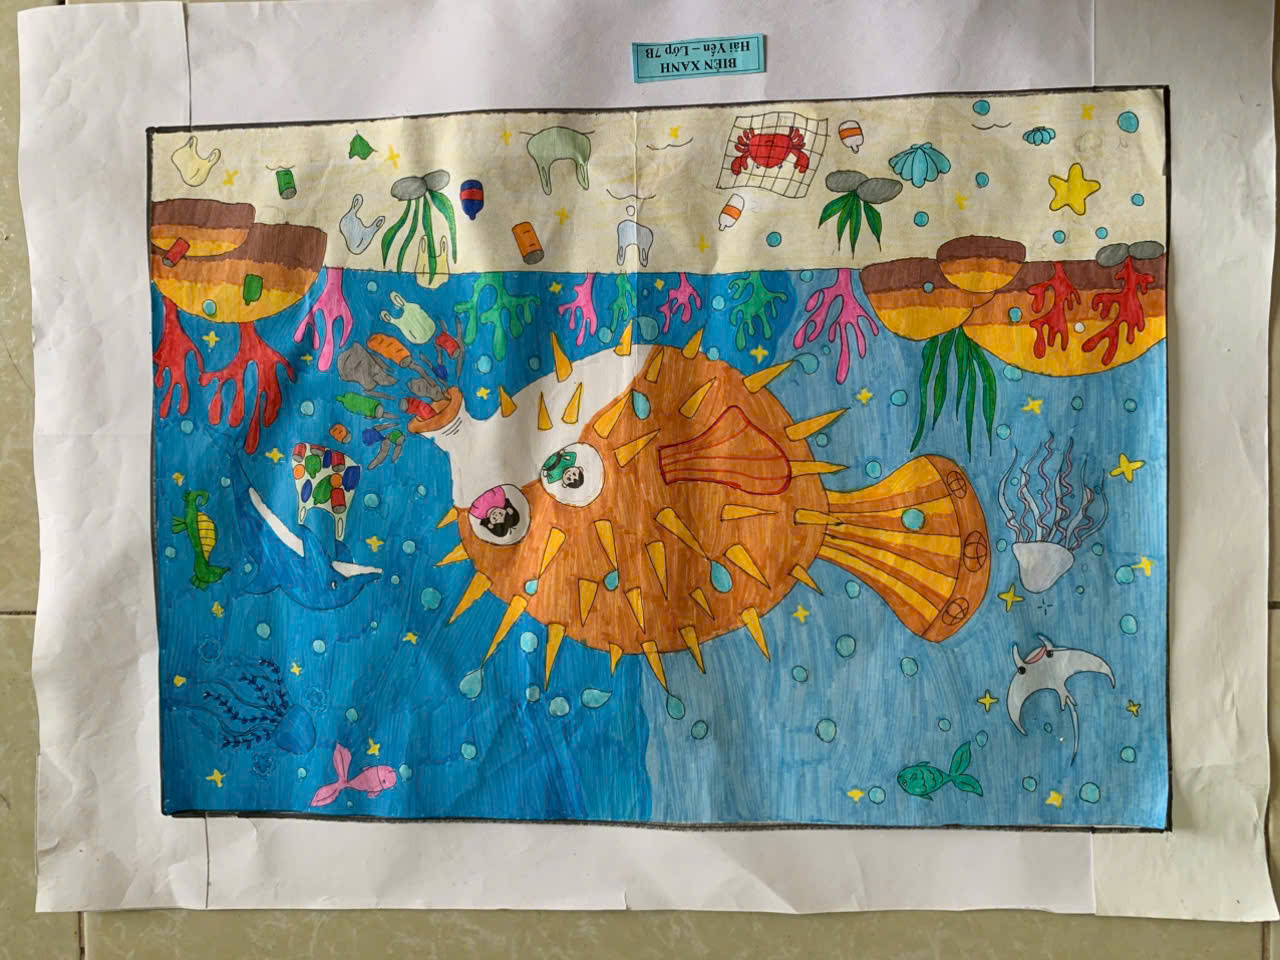 BIỂN XANH
Hải Yến – Lớp 7B